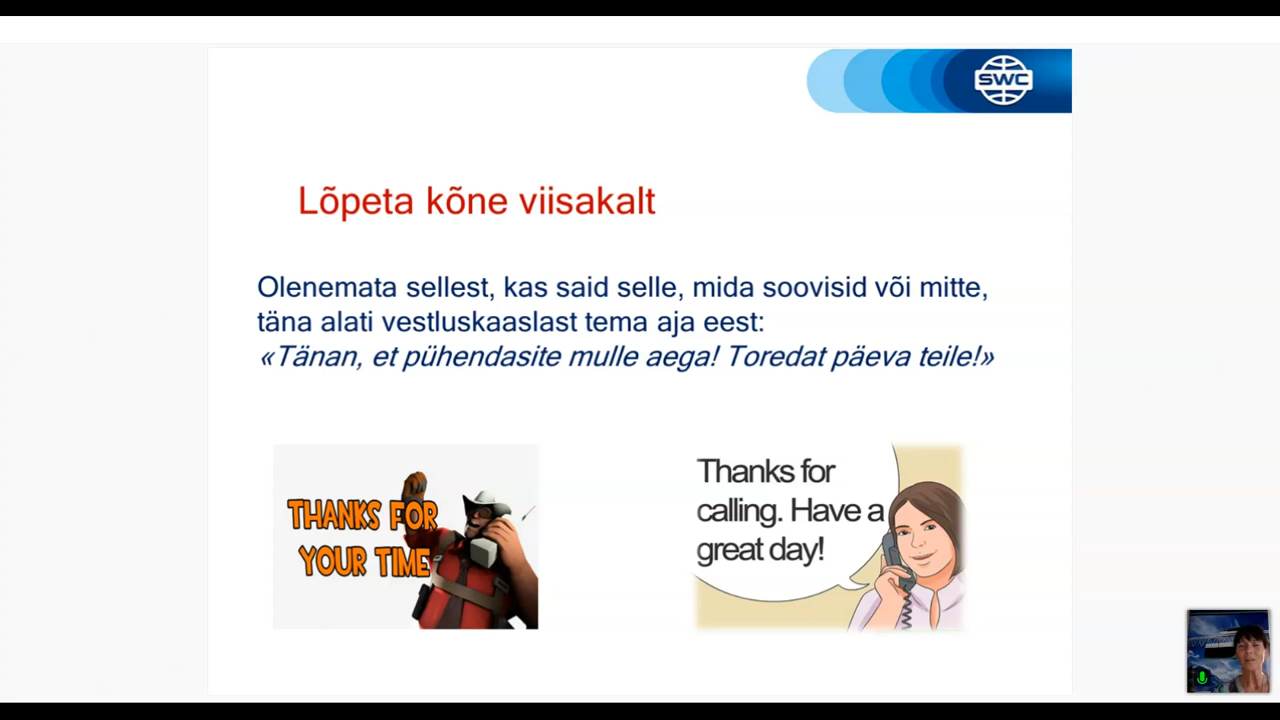 SWC
Lõpeta kõne viisakalt
Olenemata sellest, kas said selle, mida soovisid või mitte,
täna alati vestluskaaslast tema aja eest:
«Tänan, et pühendasite mulle aega! Toredat päeva teile!»
THANKS FOR
YOUR TIME
Thanks for
calling. Have a
great day!